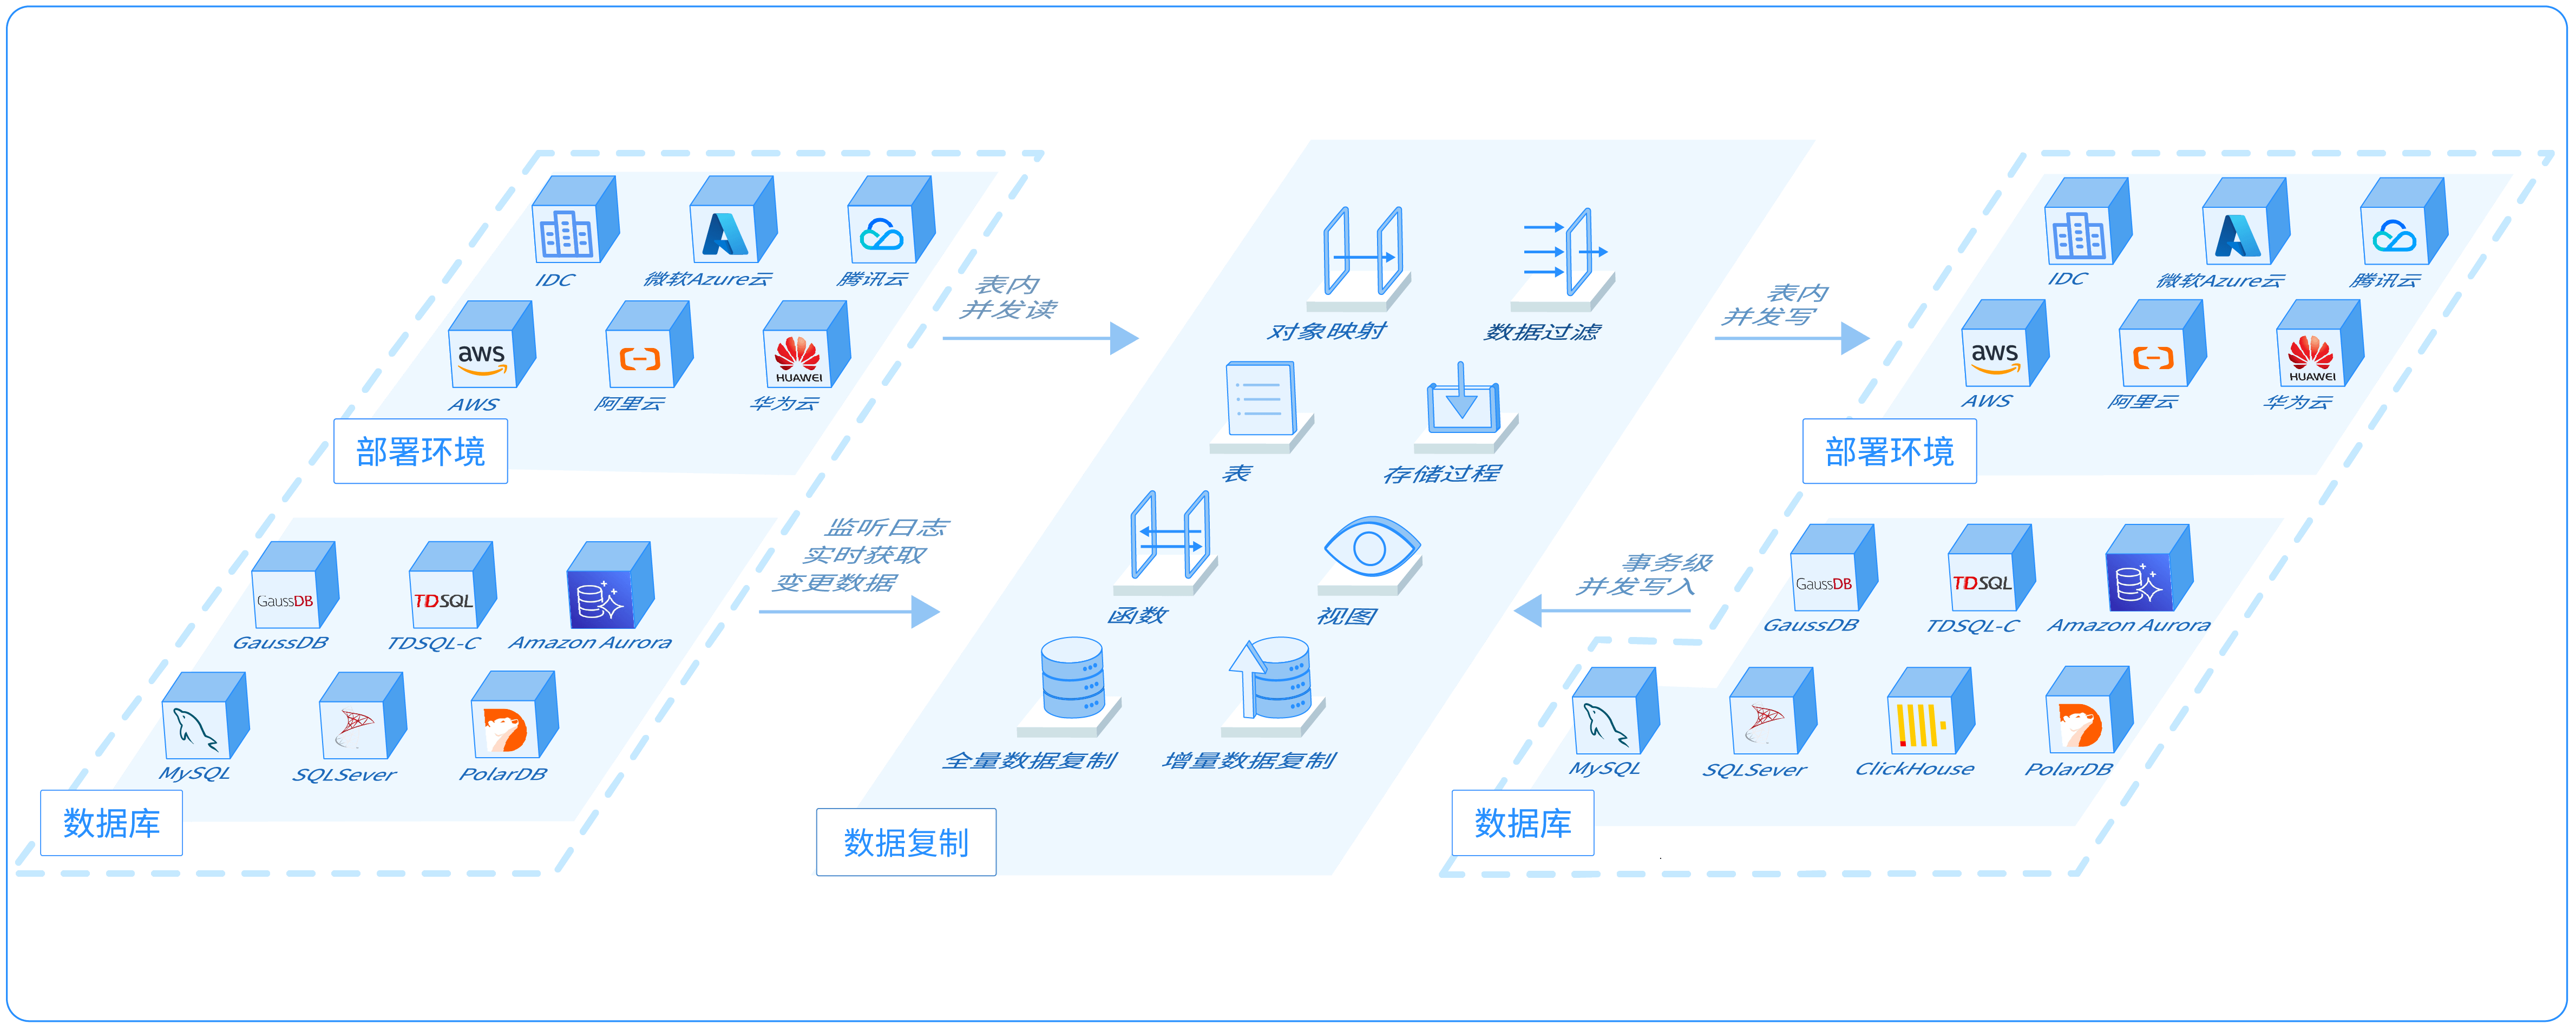 IDC
微软Azure云
腾讯云
aws
HUAWEI
AWS
阿里云
华为云
部署环境
GaussDB
TDSQL
GaussDB
TDSQL-C
Amazon Aurora
MySQL
SQLSever
PolarDB
数据库
表内
并发读
监听日志
实时获取
变更数据
对象映射
数据过滤
表
存储过程
函数
视图
全量数据复制
增量数据复制
数据复制
表内
并发写
事务级
并发写入
IDC
微软Azure云
腾讯云
aws
HUAWEI
AWS
阿里云
华为云
部署环境
GaussDB
TDSQL
GaussDB
TDSQL-C
Amazon Aurora
MySQL
SQLSever
ClickHouse
PolarDB
数据库